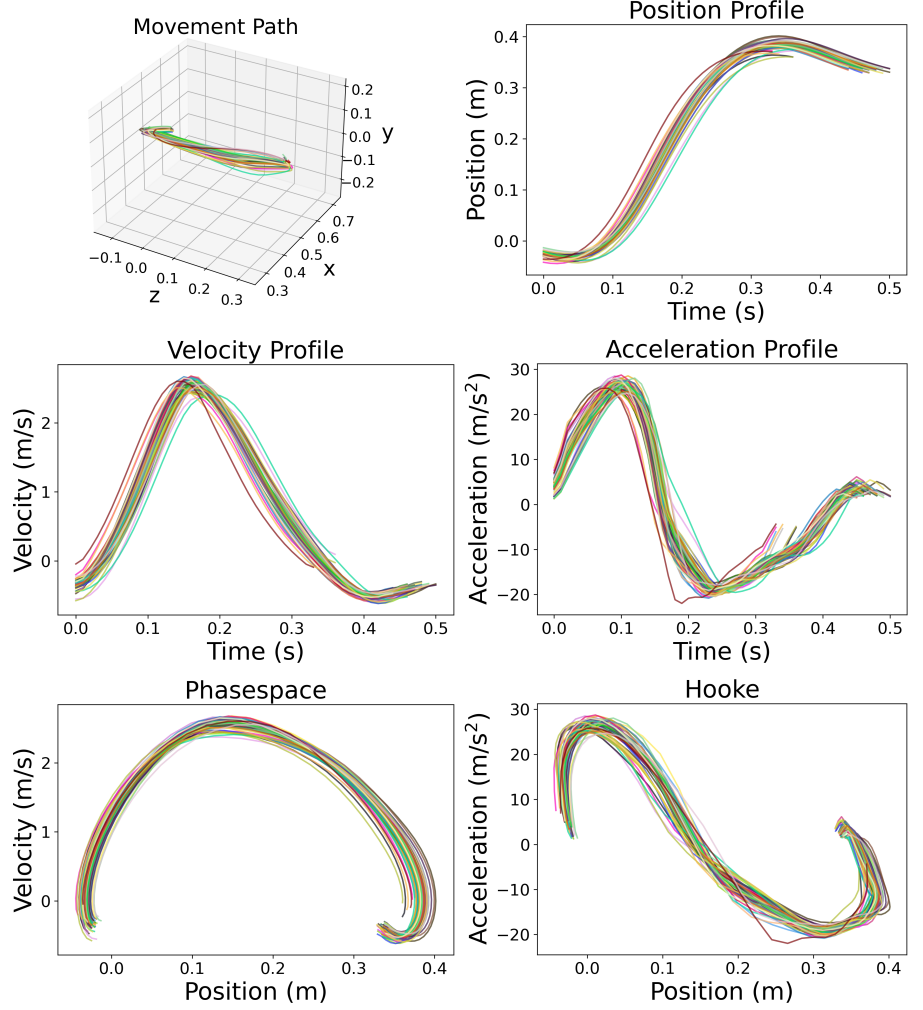 Movement Path
0.2
0.1
0.0
−0.1
−0.2
y
0.7
0.6
0.5
0.4
0.3
x
−0.1
0.0
0.1
0.2
0.3
z
Position Profile
0.4
0.3
0.2
0.1
0.0
Position (m)
0.0 0.1 0.2 0.3 0.4 0.5
Time (s)
Velocity Profile
2
1
0
Velocity (m/s)
0.0 0.1 0.2 0.3 0.4 0.5
Time (s)
Acceleration Profile
30
20
10
0
−10
−20
Acceleration (m/s²)
0.0 0.1 0.2 0.3 0.4 0.5
Time (s)
Phasespace
2
1
0
Velocity (m/s)
0.0 0.1 0.2 0.3 0.4
Position (m)
Hooke
30
20
10
0
−10
−20
Acceleration (m/s²)
0.0 0.1 0.2 0.3 0.4
Position (m)